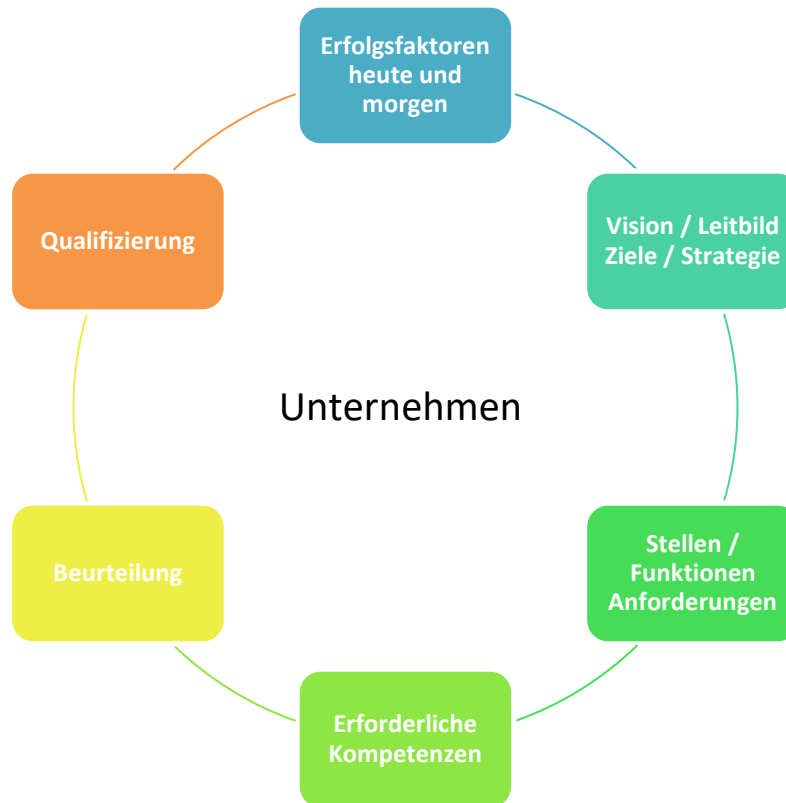 Erfolgsfaktoren
heute und
morgen
Vision / Leitbild
Ziele / Strategie
Stellen /
Funktionen
Anforderungen
Erforderliche
Kompetenzen
Beurteilung
Qualifizierung
Unternehmen